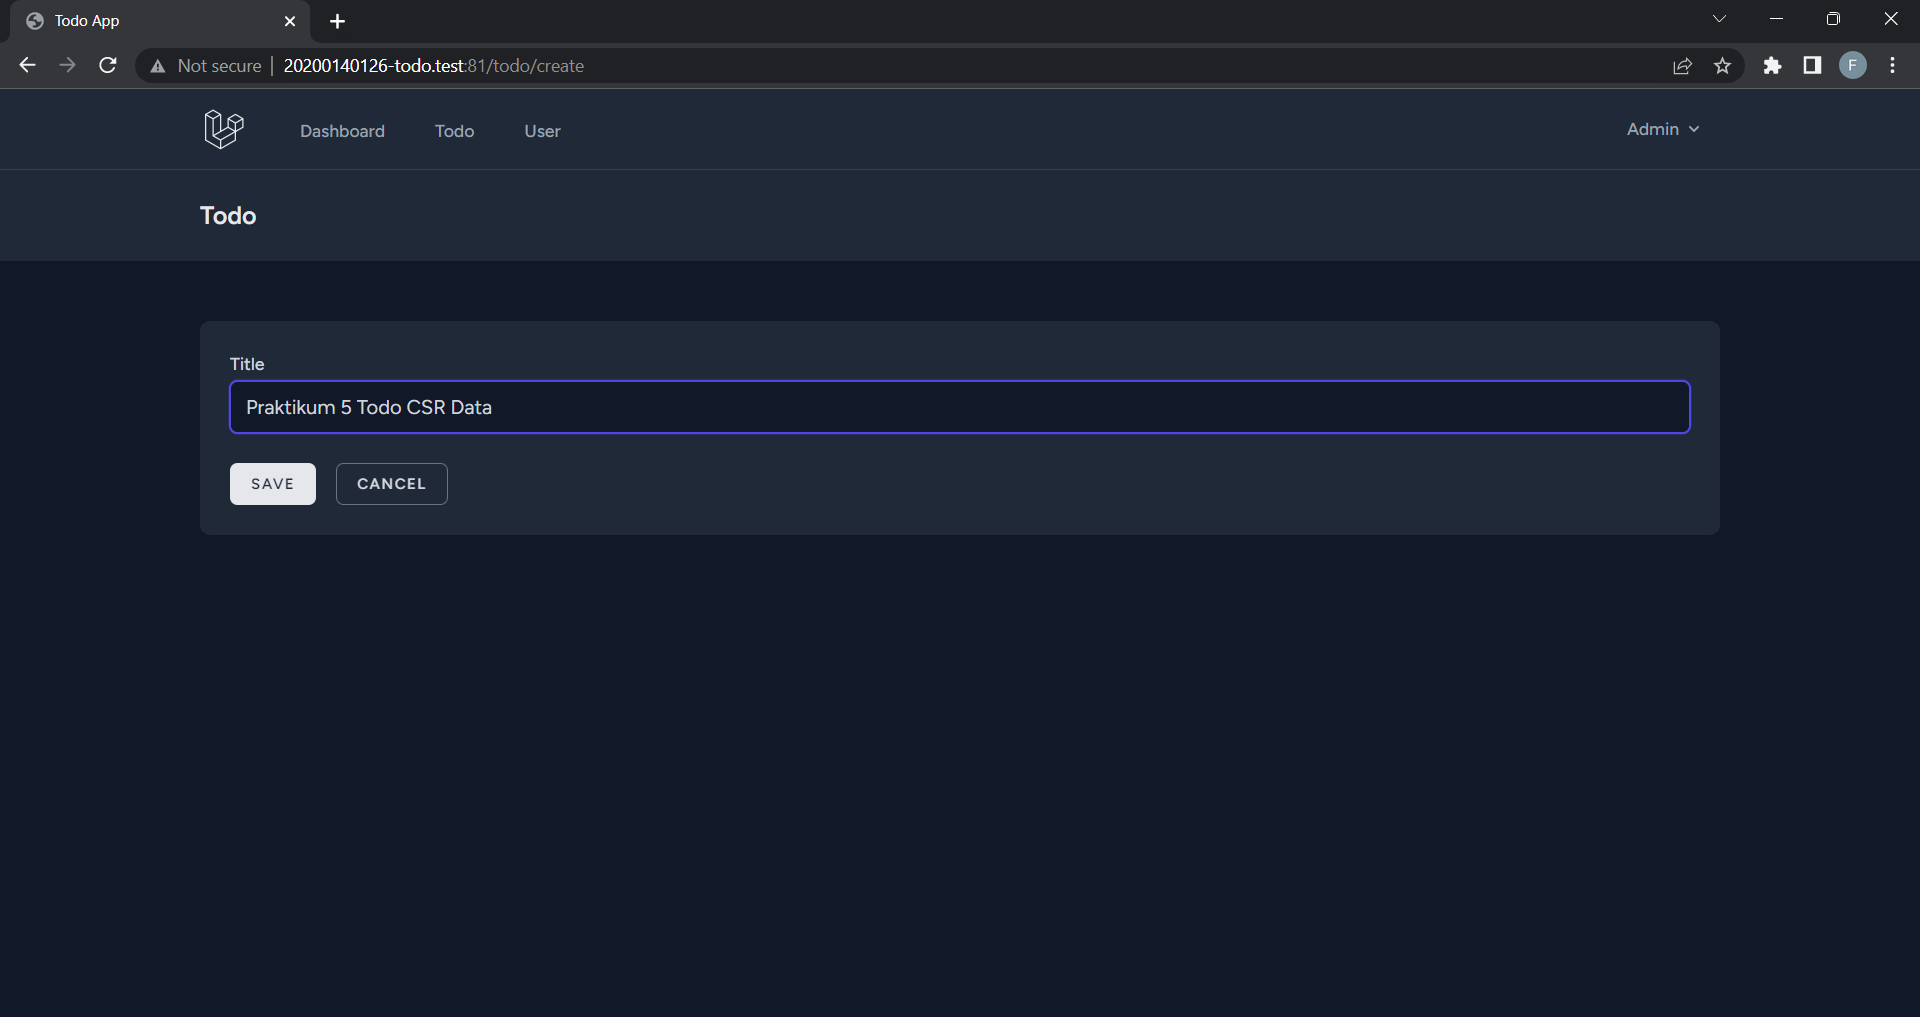 Todo App
Not secure 20200140126-todo.test:81/todo/create
F
Dashboard Todo User Admin
Todo
Title
Praktikum 5 Todo CSR Data
SAVE CANCEL